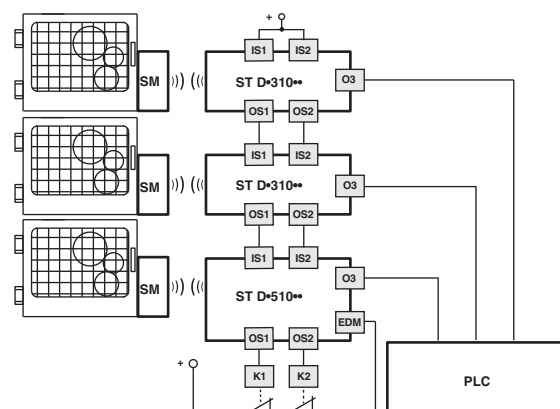 +
IS1 IS2
SM
ST D•310••
O3
OS1 OS2
IS1 IS2
SM
ST D•310••
O3
OS1 OS2
IS1 IS2
SM
ST D•510••
O3
EDM
OS1 OS2
+
K1 K2
PLC